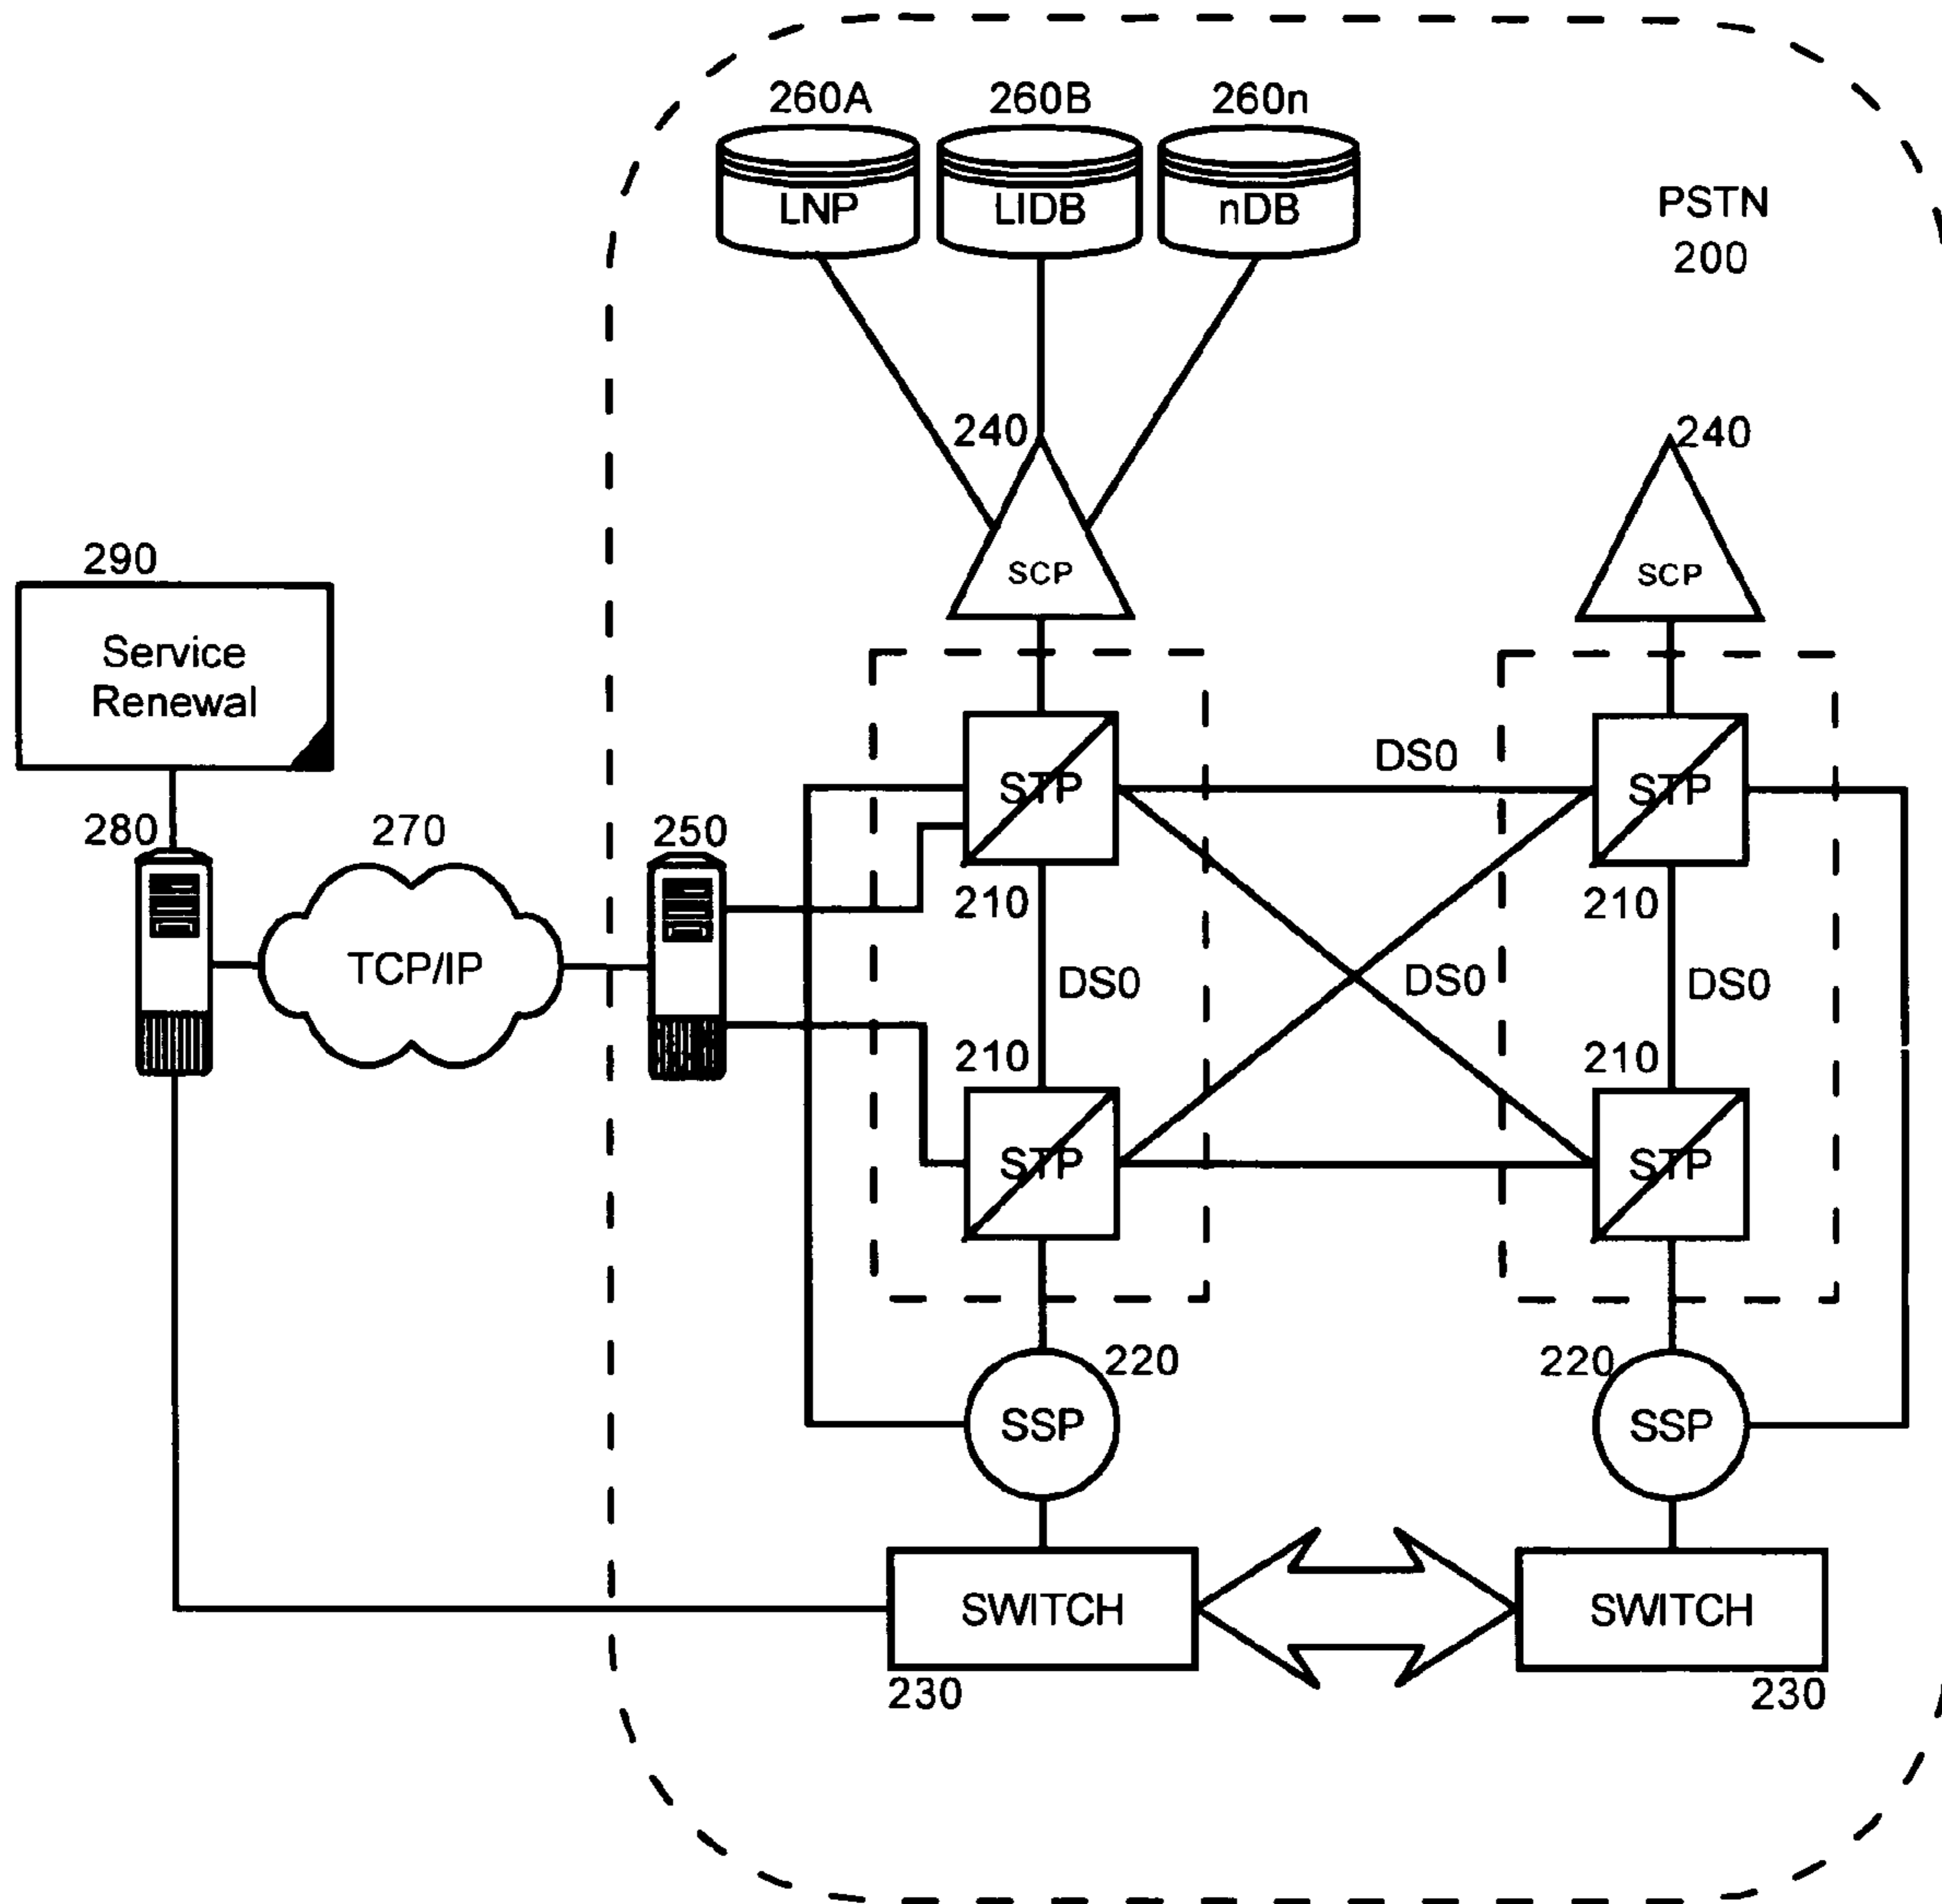 260A 260B 260n
LNP LIDB nDB
PSTN
200
240 240
SCP SCP
290
Service
Renewal
DS0
STP STP
280 270 250
210 210
TCP/IP
DS0 DS0 DS0
210 210
STP STP
220 220
SSP SSP
SWITCH SWITCH
230 230